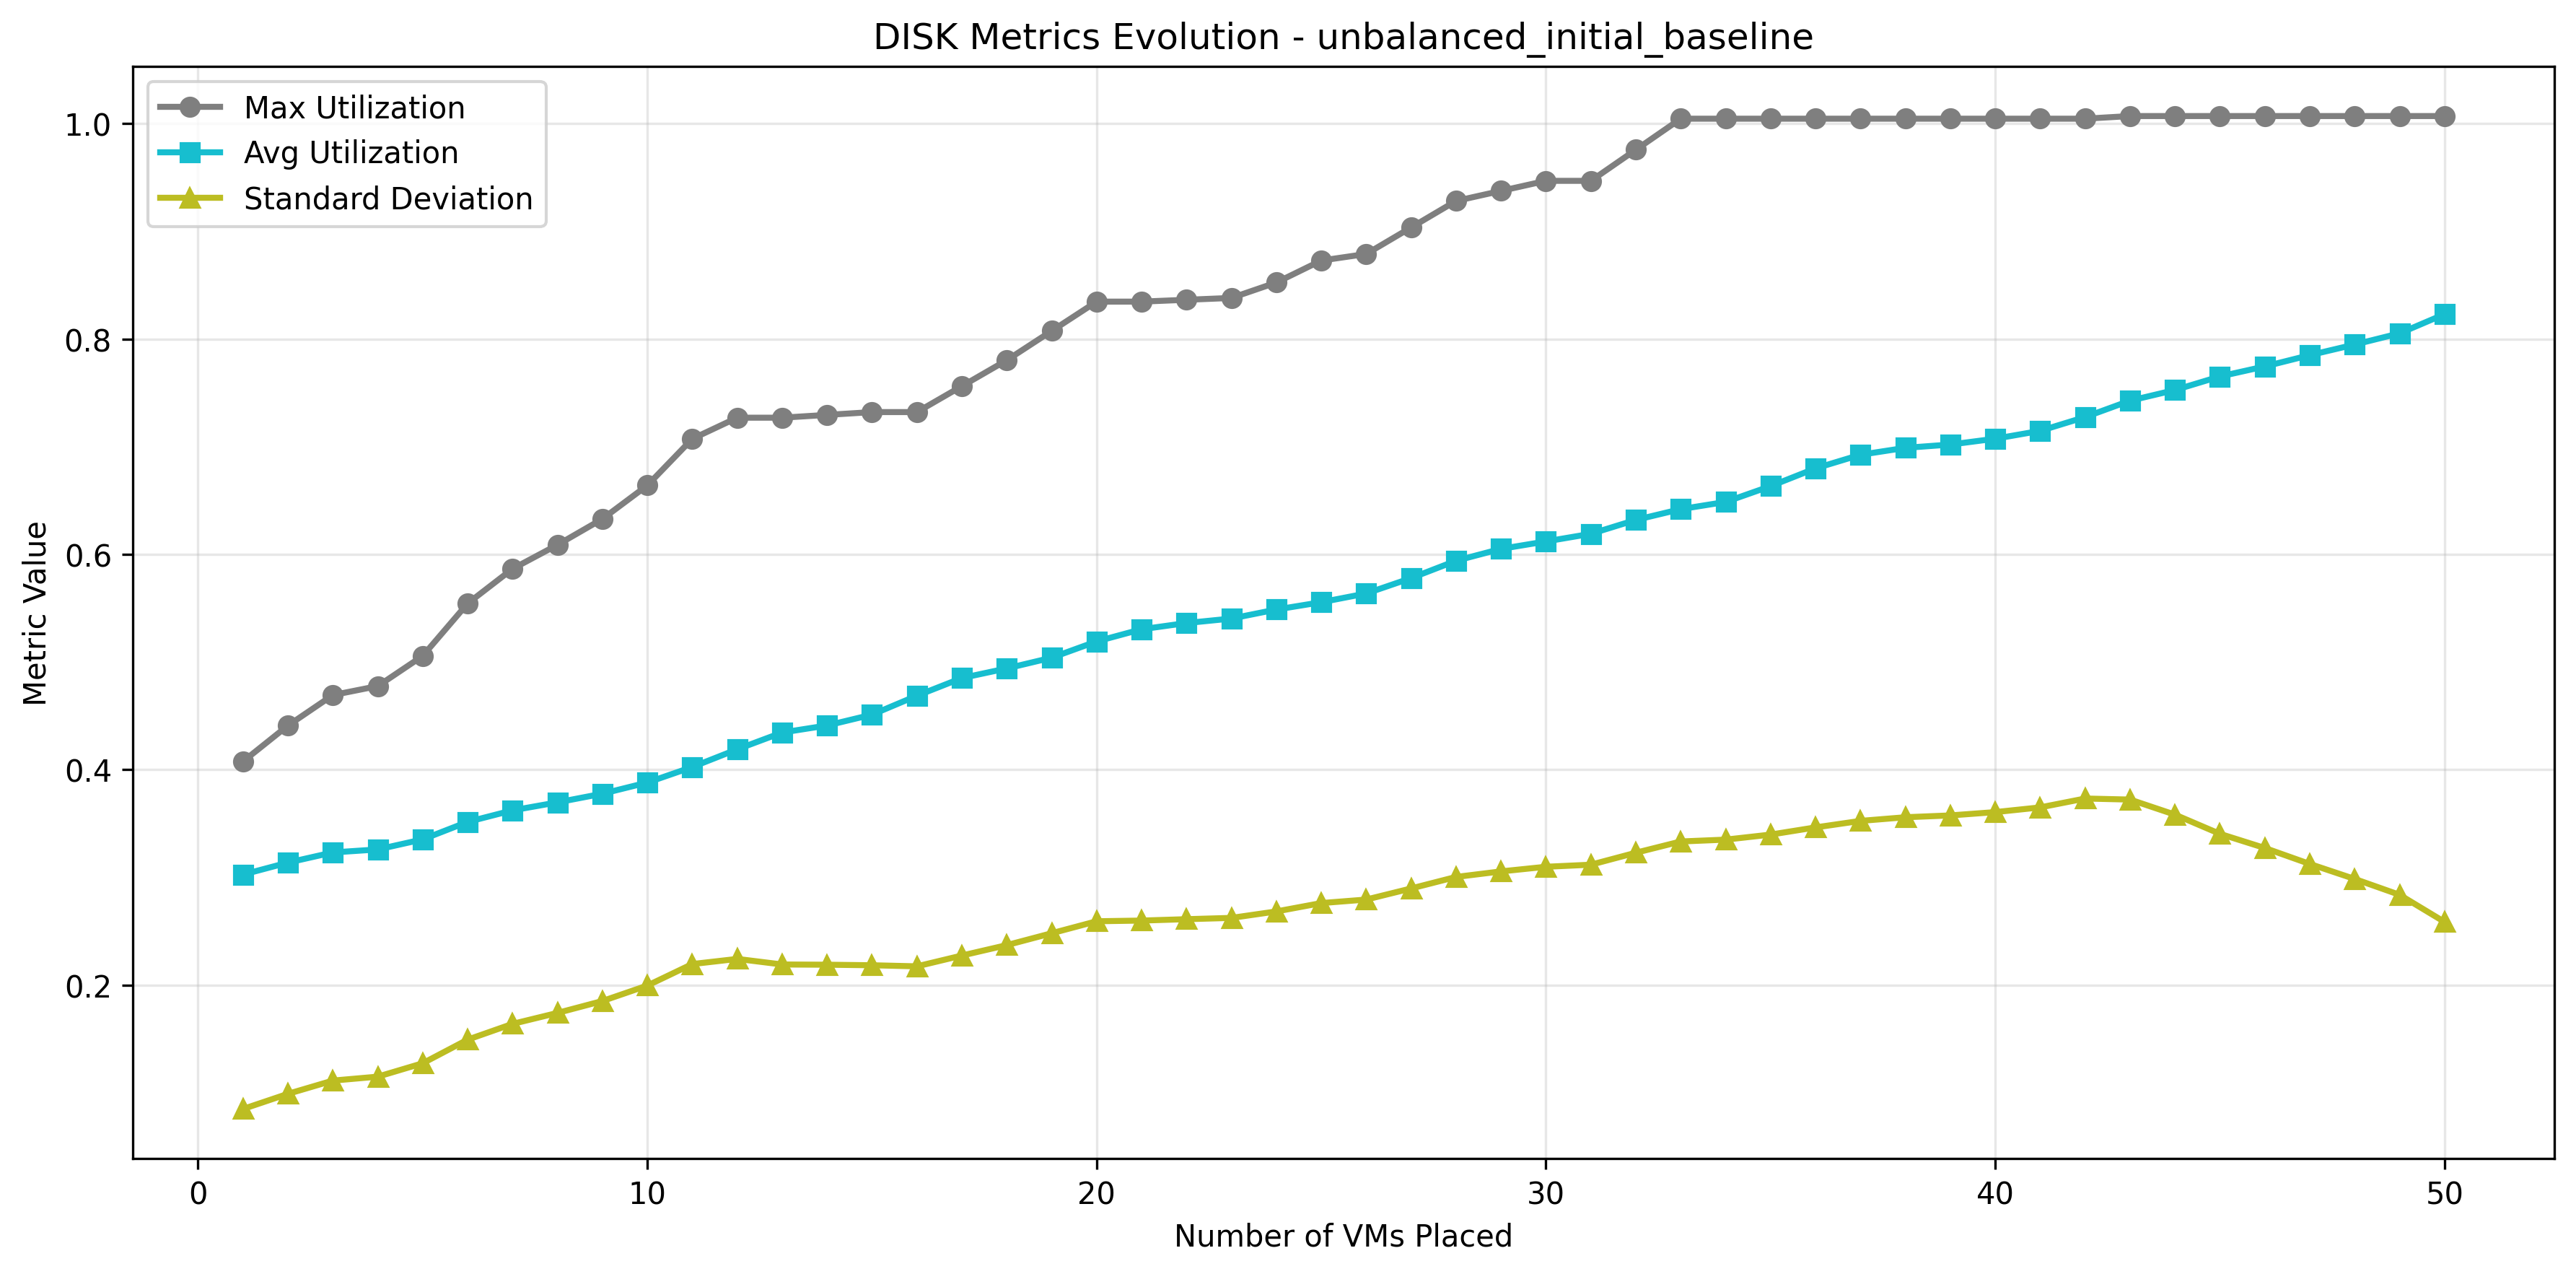 DISK Metrics Evolution - unbalanced_initial_baseline
Max Utilization
Avg Utilization
Standard Deviation
Metric Value
1.0
0.8
0.6
0.4
0.2
0 10 20 30 40 50
Number of VMs Placed